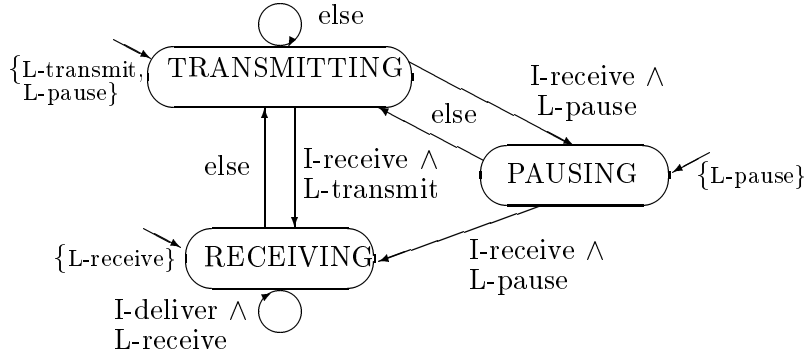 else
{L-transmit,
L-pause}
TRANSMITTING
I-receive ∧
L-pause
else
else
I-receive ∧
L-transmit
PAUSING
{L-pause}
{L-receive}
RECEIVING
I-receive ∧
L-pause
I-deliver ∧
L-receive